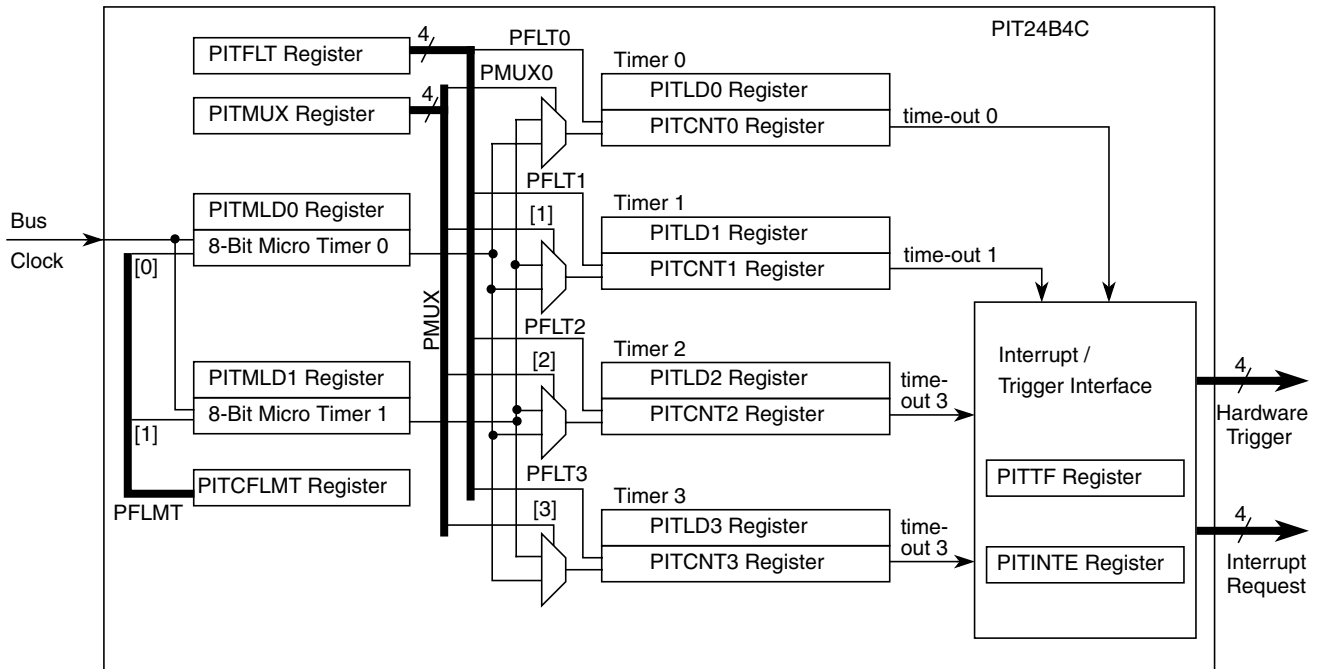 PIT24B4C
PITFLT Register
4
PFLT0
Timer 0
PITLD0 Register
PITMUX Register
4
PMUX0
PITCNT0 Register
time-out 0
PFLT1
Bus
Clock
PITMLD0 Register
8-Bit Micro Timer 0
[0]
[1]
Timer 1
PITLD1 Register
PITCNT1 Register
time-out 1
PMUX
PFLT2
PITMLD1 Register
8-Bit Micro Timer 1
[1]
[2]
Timer 2
PITLD2 Register
PITCNT2 Register
time-
out 3
Interrupt /
Trigger Interface
4
Hardware
Trigger
PFLT3
PITCFLMT Register
PFLMT
[3]
Timer 3
PITLD3 Register
PITCNT3 Register
time-
out 3
PITTF Register
PITINTE Register
4
Interrupt
Request